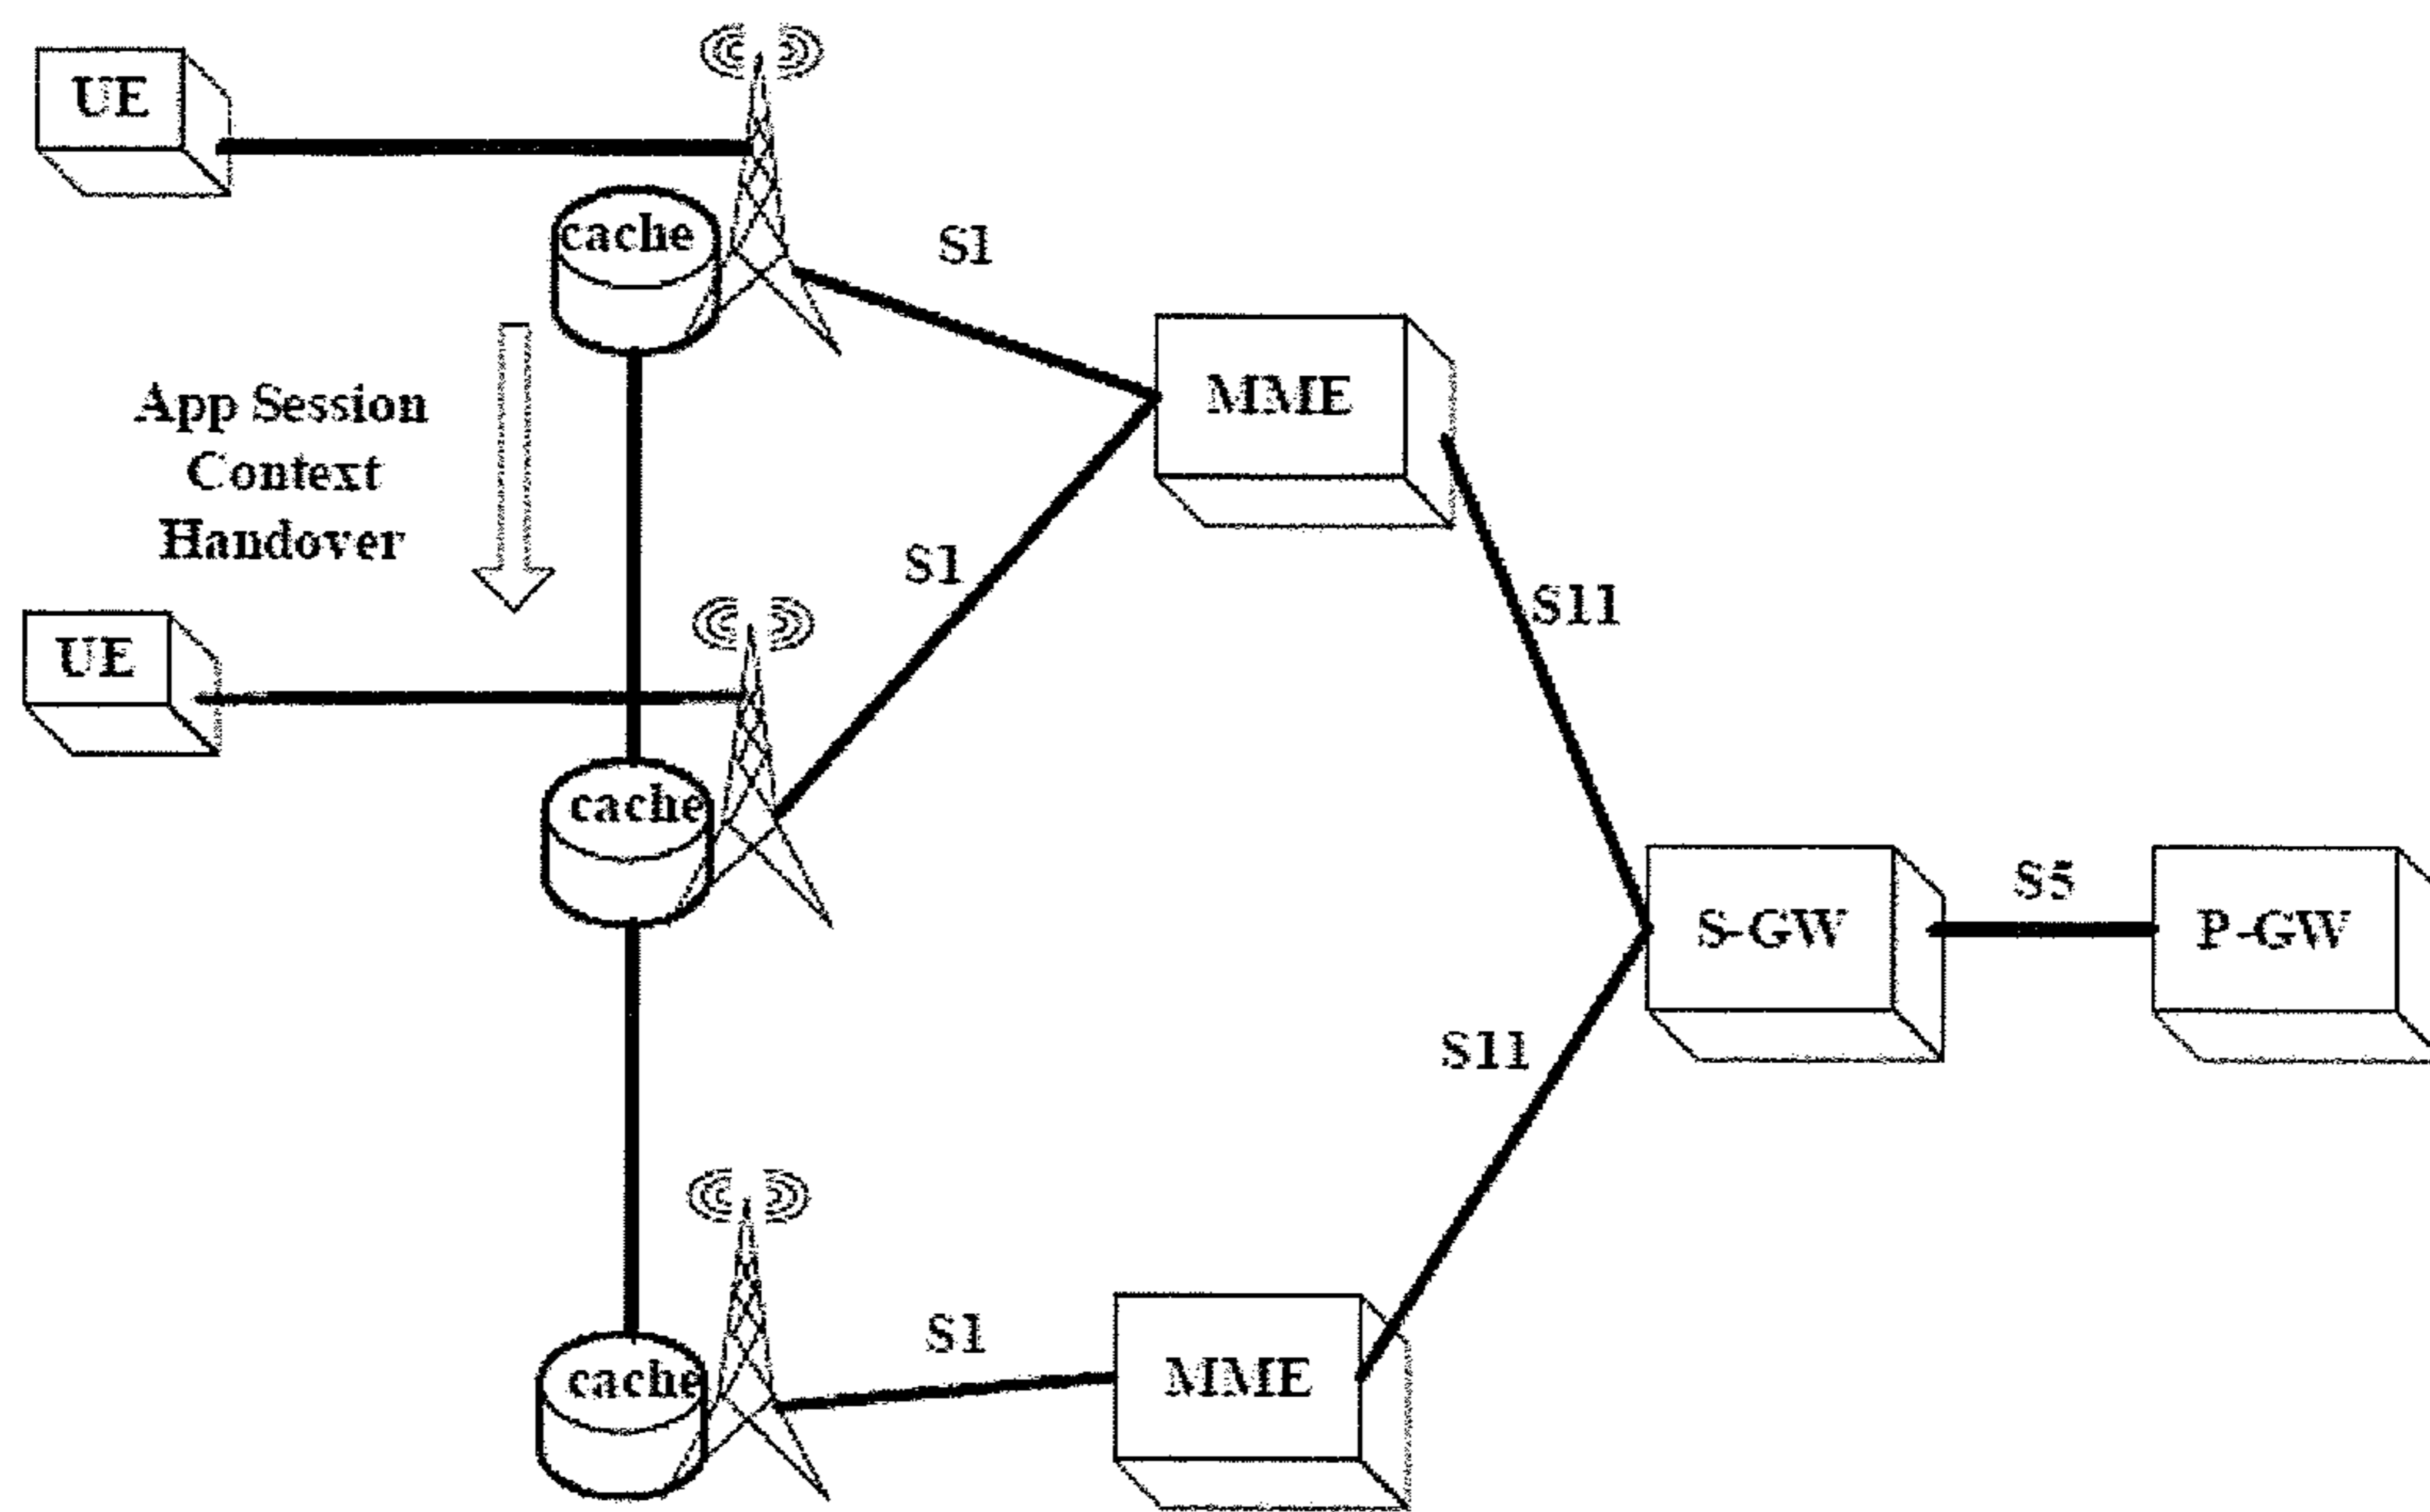 UE
cache
S1
MME
App Session
Context
Handover
S1
S11
UE
cache
S5
S-GW
P-GW
S11
S1
cache
MME